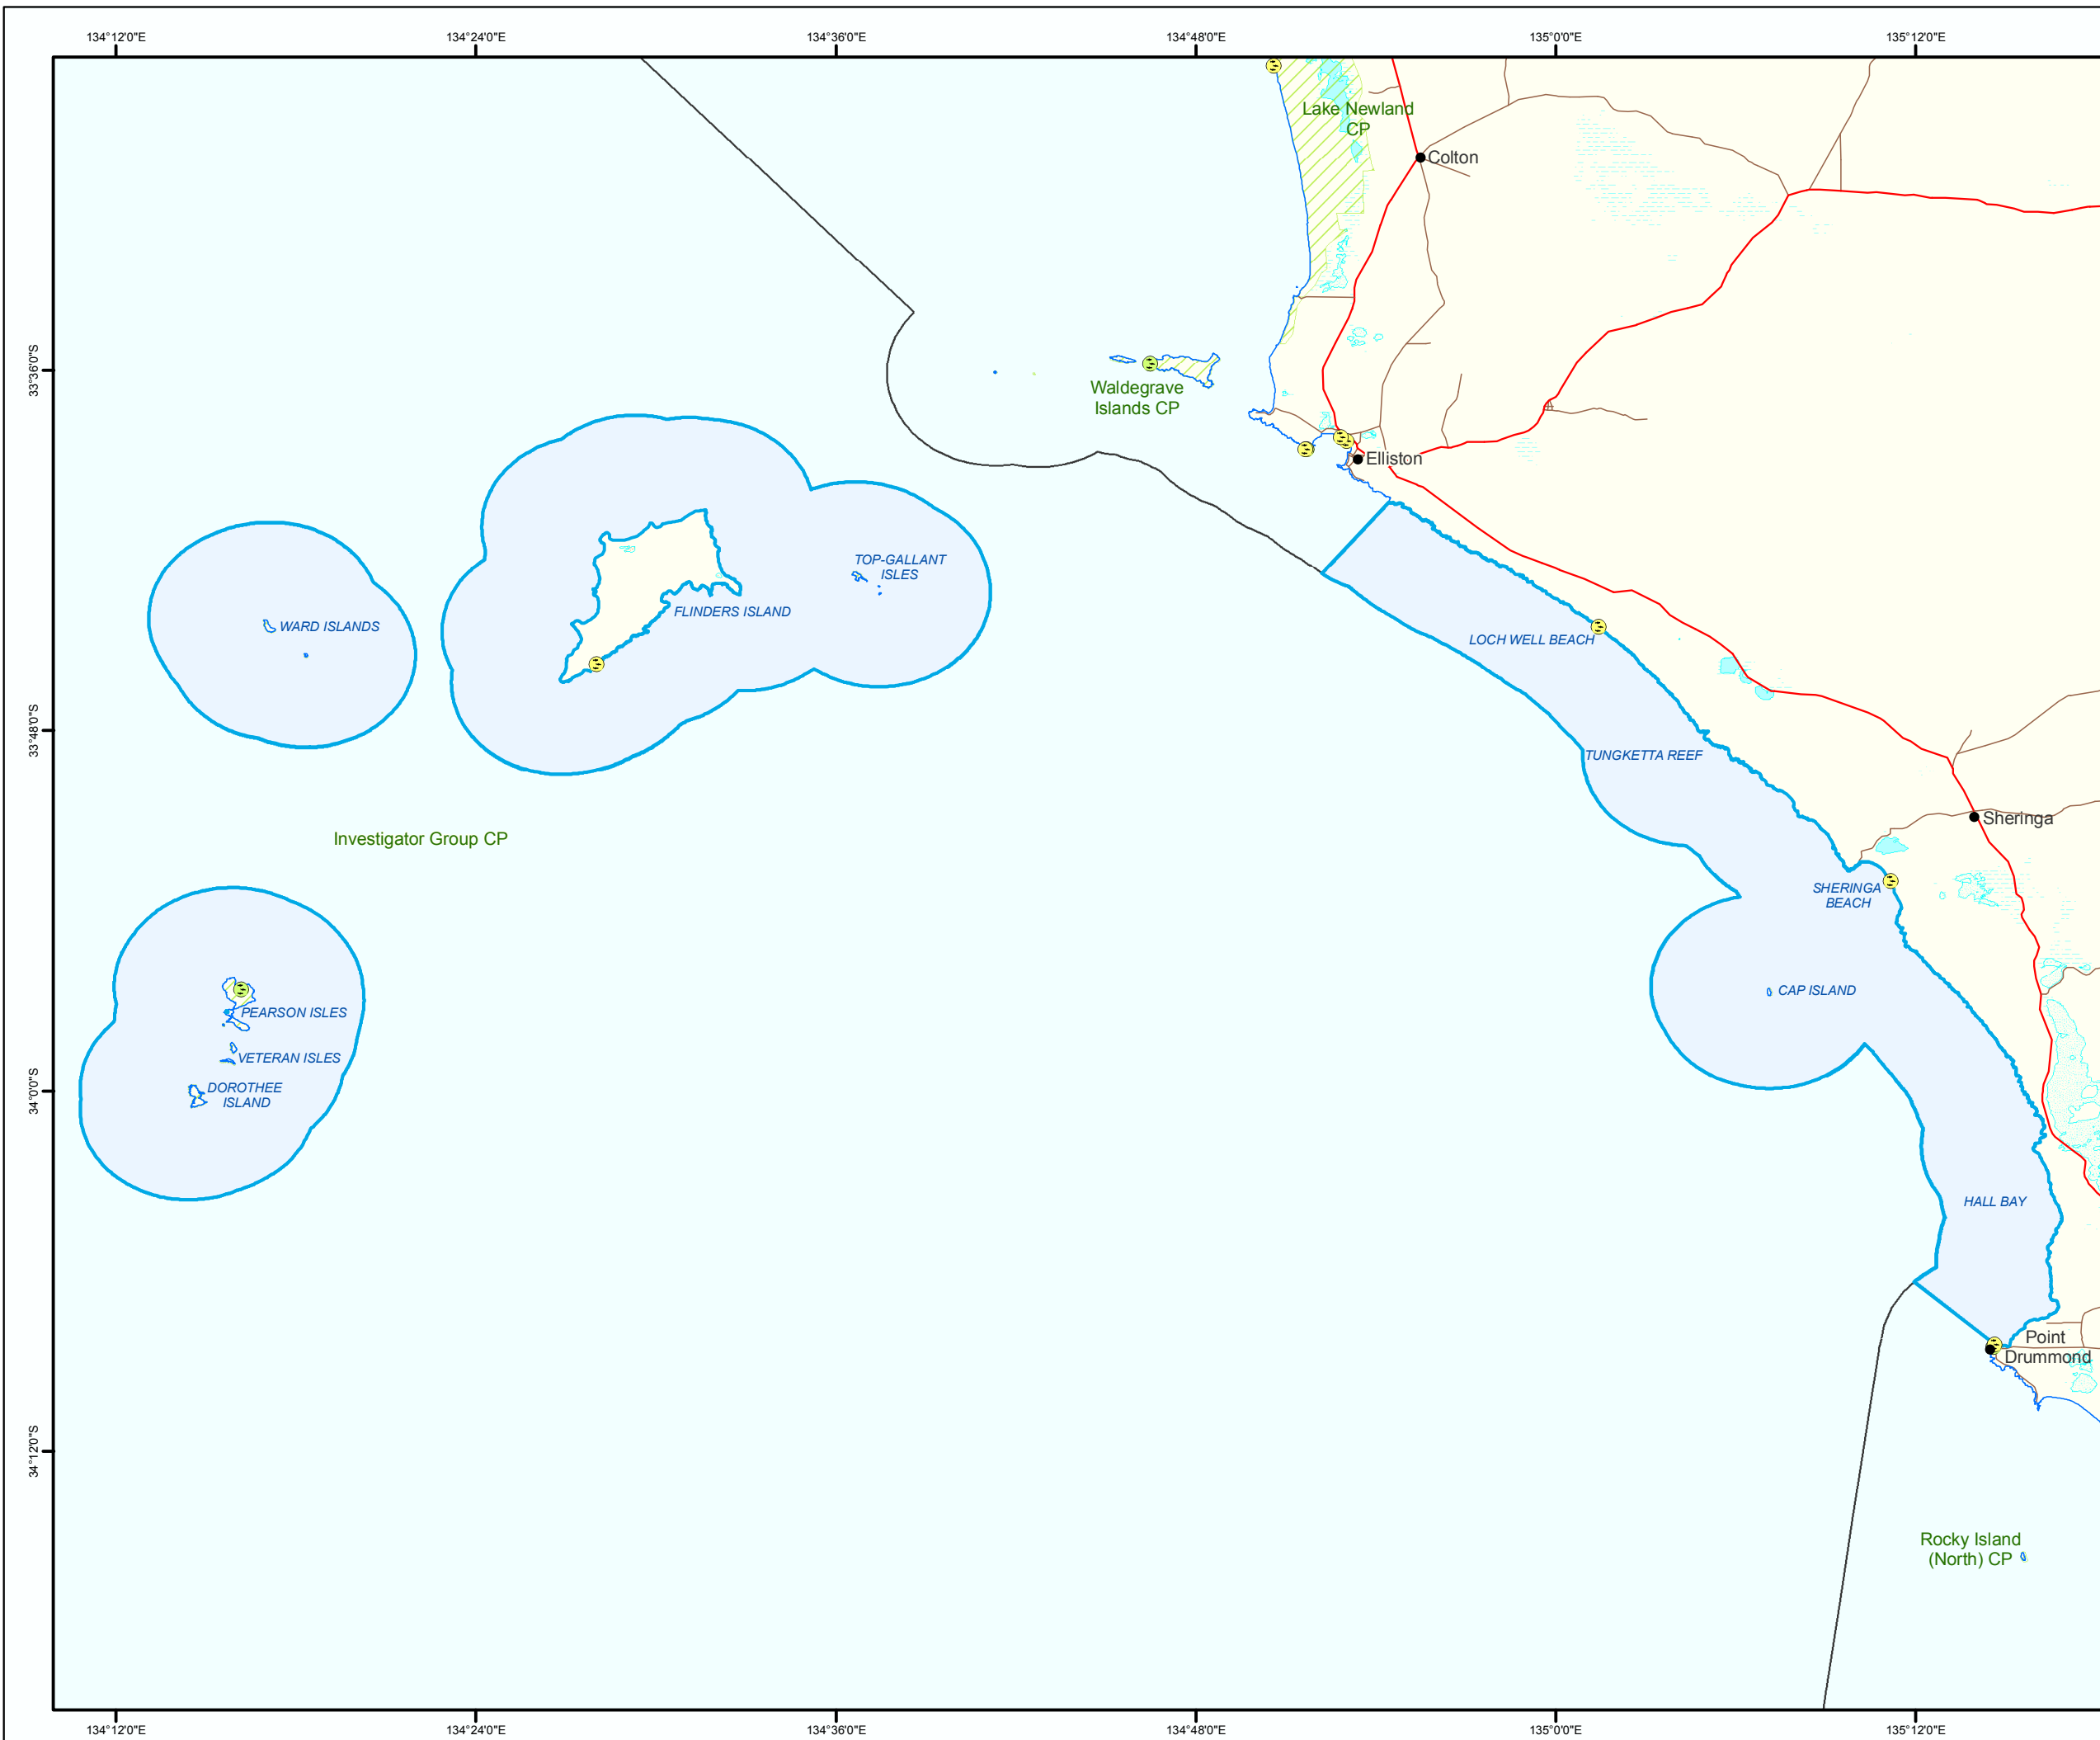 134°12'0"E
134°24'0"E
134°36'0"E
134°48'0"E
135°0'0"E
135°12'0"E
Lake Newland
CP
Colton
33°36'0"S
Waldegrave
Islands CP
Elliston
TOP-GALLANT
ISLES
FLINDERS ISLAND
WARD ISLANDS
LOCH WELL BEACH
33°48'0"S
TUNGKETTA REEF
Sheringa
Investigator Group CP
SHERINGA
BEACH
CAP ISLAND
PEARSON ISLES
VETERAN ISLES
DOROTHEE
ISLAND
34°0'0"S
HALL BAY
Point
Drummond
34°12'0"S
Rocky Island
(North) CP
134°12'0"E
134°24'0"E
134°36'0"E
134°48'0"E
135°0'0"E
135°12'0"E